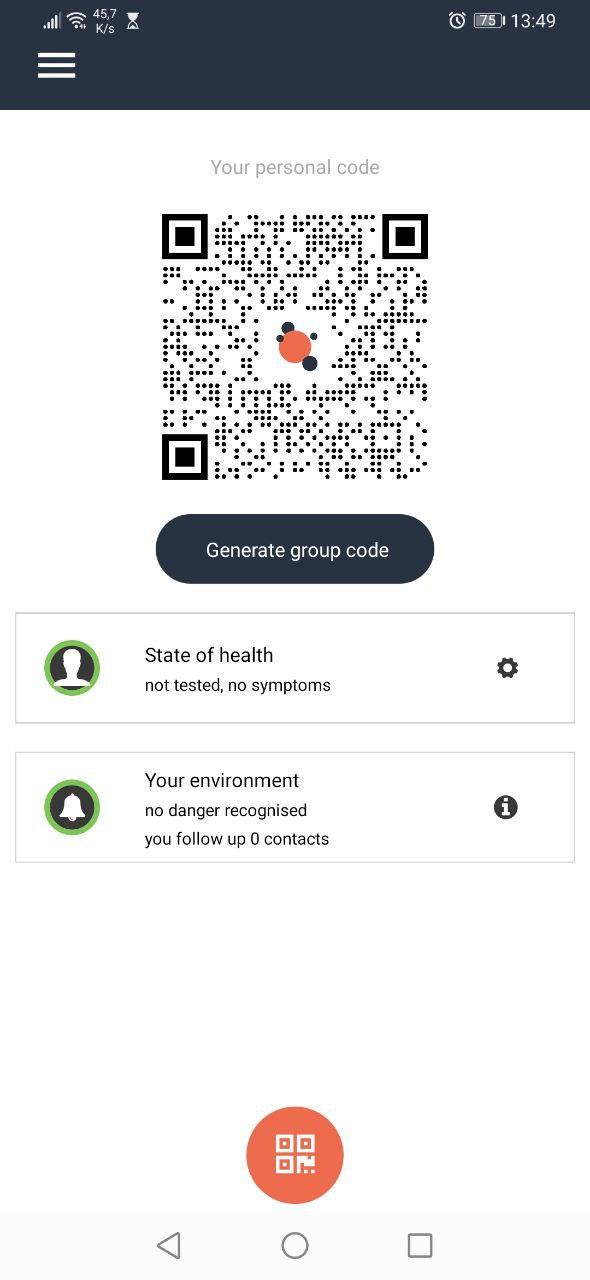 45,7
K/s
75
13:49
Your personal code
Generate group code
State of health
not tested, no symptoms
Your environment
no danger recognised
you follow up 0 contacts